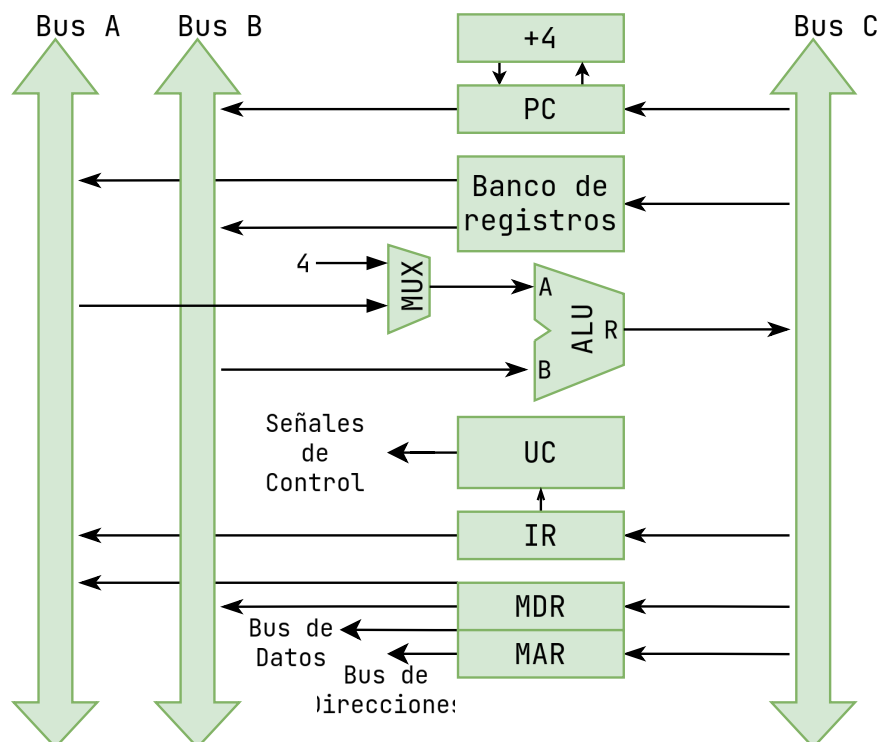 Bus A
Bus B
Bus C
+4
PC
Banco de
registros
4
MUX
A
ALU
R
B
Señales
de
Control
UC
IR
MDR
Bus de
Datos
MAR
Bus de
Direcciones